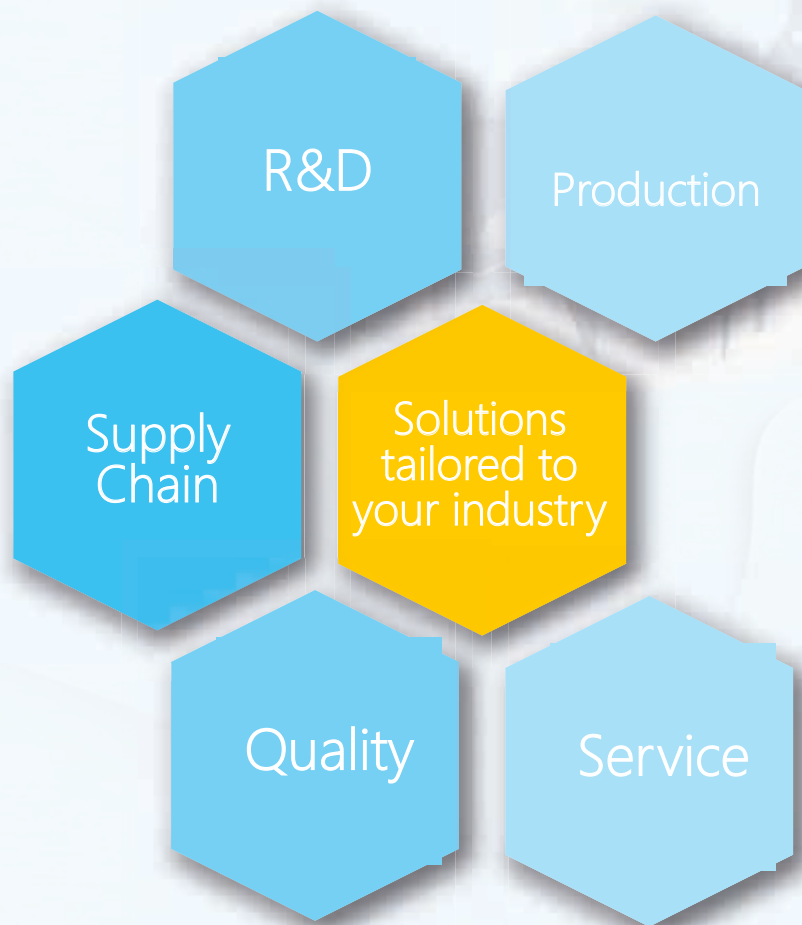 R&D
Production
Supply
Chain
Solutions
tailored to
your industry
Quality
Service